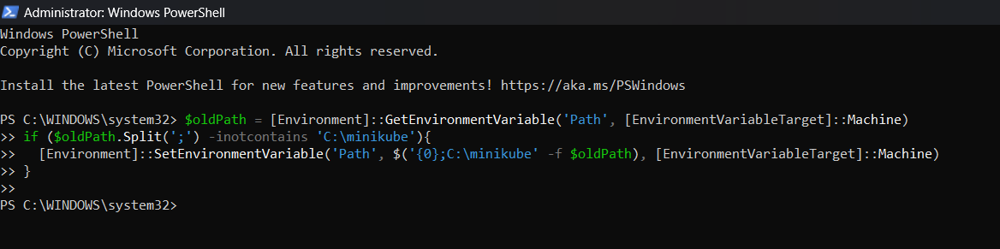 Administrator: Windows PowerShell
Windows PowerShell
Copyright (C) Microsoft Corporation. All rights reserved.
Install the latest PowerShell for new features and improvements! https://aka.ms/PSWindows
PS C:\WINDOWS\system32> $oldPath = [Environment]::GetEnvironmentVariable('Path', [EnvironmentVariableTarget]::Machine)
>> if ($oldPath.Split(';') -inotcontains 'C:\minikube'){
>>   [Environment]::SetEnvironmentVariable('Path', $('{0};C:\minikube' -f $oldPath), [EnvironmentVariableTarget]::Machine)
>> }
>>
PS C:\WINDOWS\system32>